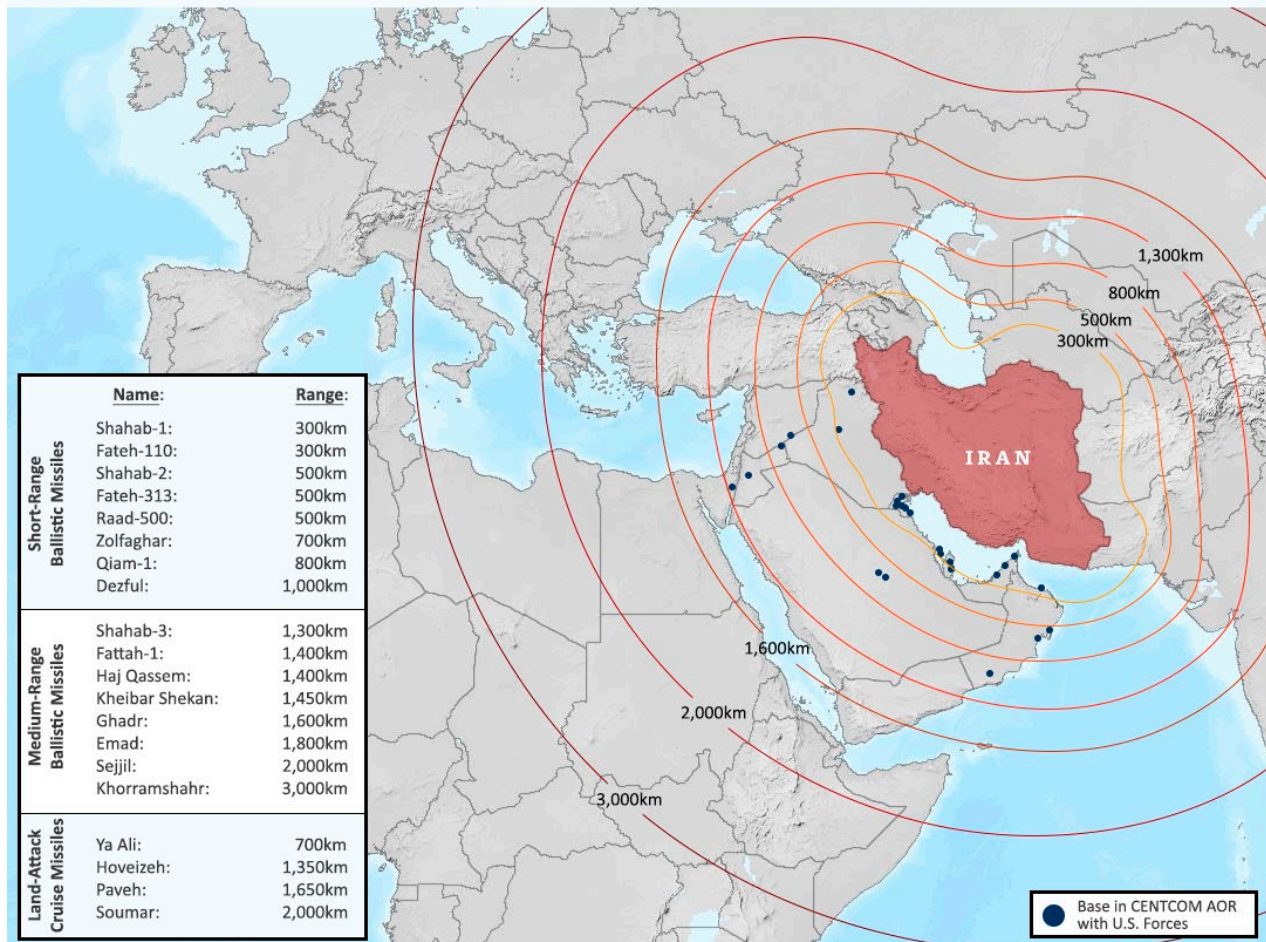 1,300km
800km
500km
300km
IRAN
1,600km
2,000km
3,000km
Name: Range:
Short-Range
Ballistic Missiles
Shahab-1: 300km
Fateh-110: 300km
Shahab-2: 500km
Fateh-313: 500km
Raad-500: 500km
Zolfaghar: 700km
Qiam-1: 800km
Dezful: 1,000km
Medium-Range
Ballistic Missiles
Shahab-3: 1,300km
Fattah-1: 1,400km
Haj Qassem: 1,400km
Kheibar Shekan: 1,450km
Ghadr: 1,600km
Emad: 1,800km
Sejjil: 2,000km
Khorramshahr: 3,000km
Land-Attack
Cruise Missiles
Ya Ali: 700km
Hoveizeh: 1,350km
Paveh: 1,650km
Soumar: 2,000km
Base in CENTCOM AOR
with U.S. Forces